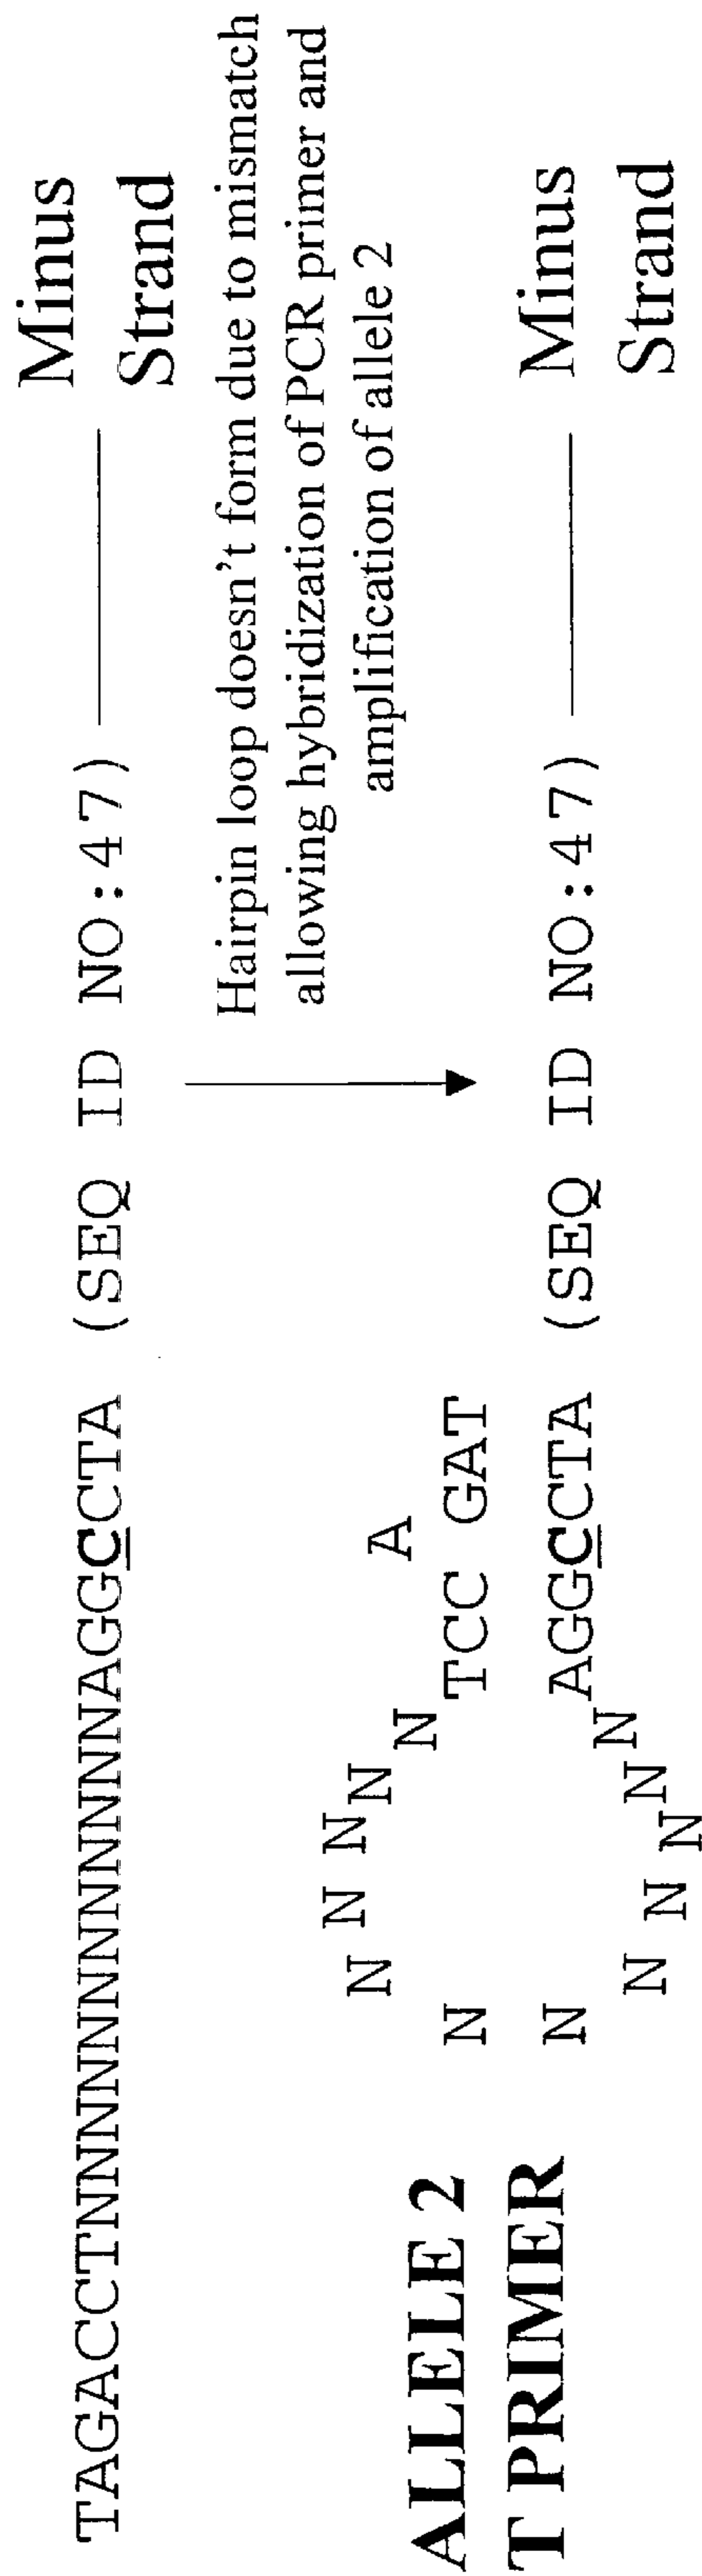 TAGACCTNNNNNNNNNNNNAGGCCTA (SEQ ID NO:47)
Minus
Strand
Hairpin loop doesn't form due to mismatch
allowing hybridization of PCR primer and
amplification of allele 2
ALLELE 2
T PRIMER
N N N N N
N
A
TCC GAT
N
N N N N N
AGGCCTA (SEQ ID NO:47)
Minus
Strand